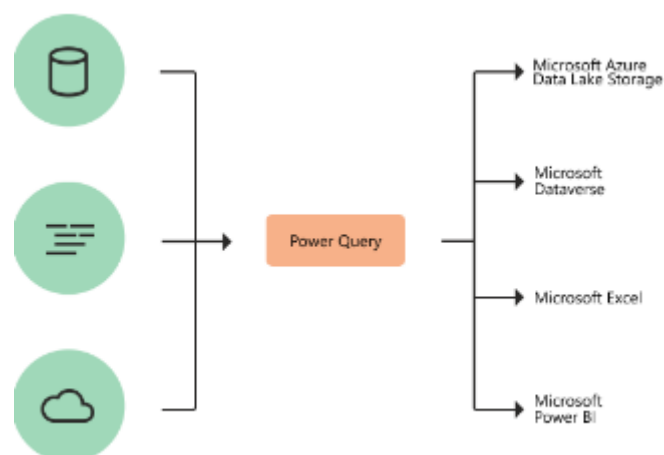 Microsoft Azure
Data Lake Storage
Microsoft
Dataverse
Power Query
Microsoft Excel
Microsoft
Power BI